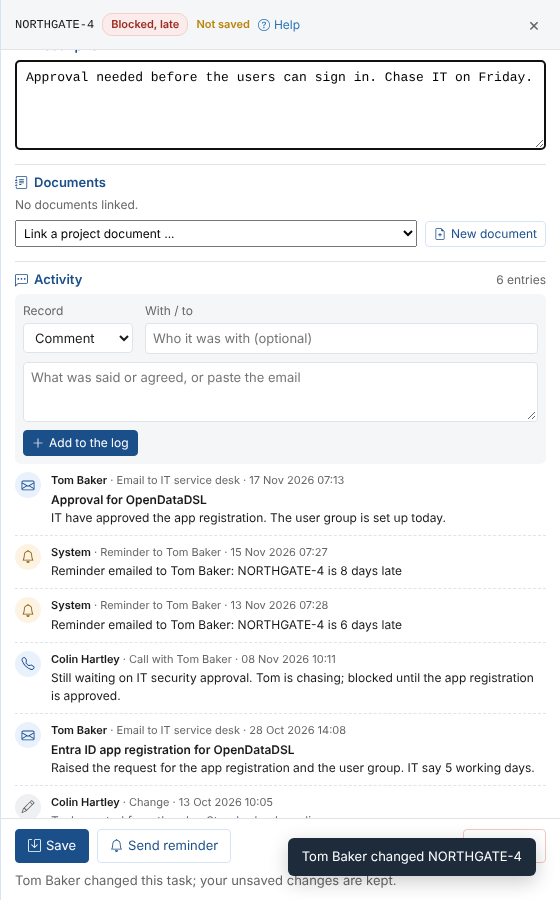 NORTHGATE-4
Blocked, late
Not saved
Help
Approval needed before the users can sign in. Chase IT on Friday.
Documents
No documents linked.
Link a project document ...
New document
Activity
6 entries
Record
With / to
Comment
Who it was with (optional)
What was said or agreed, or paste the email
Add to the log
Tom Baker · Email to IT service desk · 17 Nov 2026 07:13
Approval for OpenDataDSL
IT have approved the app registration. The user group is set up today.
System · Reminder to Tom Baker · 15 Nov 2026 07:27
Reminder emailed to Tom Baker: NORTHGATE-4 is 8 days late
System · Reminder to Tom Baker · 13 Nov 2026 07:28
Reminder emailed to Tom Baker: NORTHGATE-4 is 6 days late
Colin Hartley · Call with Tom Baker · 08 Nov 2026 10:11
Still waiting on IT security approval. Tom is chasing; blocked until the app registration
is approved.
Tom Baker · Email to IT service desk · 28 Oct 2026 14:08
Entra ID app registration for OpenDataDSL
Raised the request for the app registration and the user group. IT say 5 working days.
Colin Hartley · Change · 13 Oct 2026 10:05
Save
Send reminder
Tom Baker changed NORTHGATE-4
Tom Baker changed this task; your unsaved changes are kept.